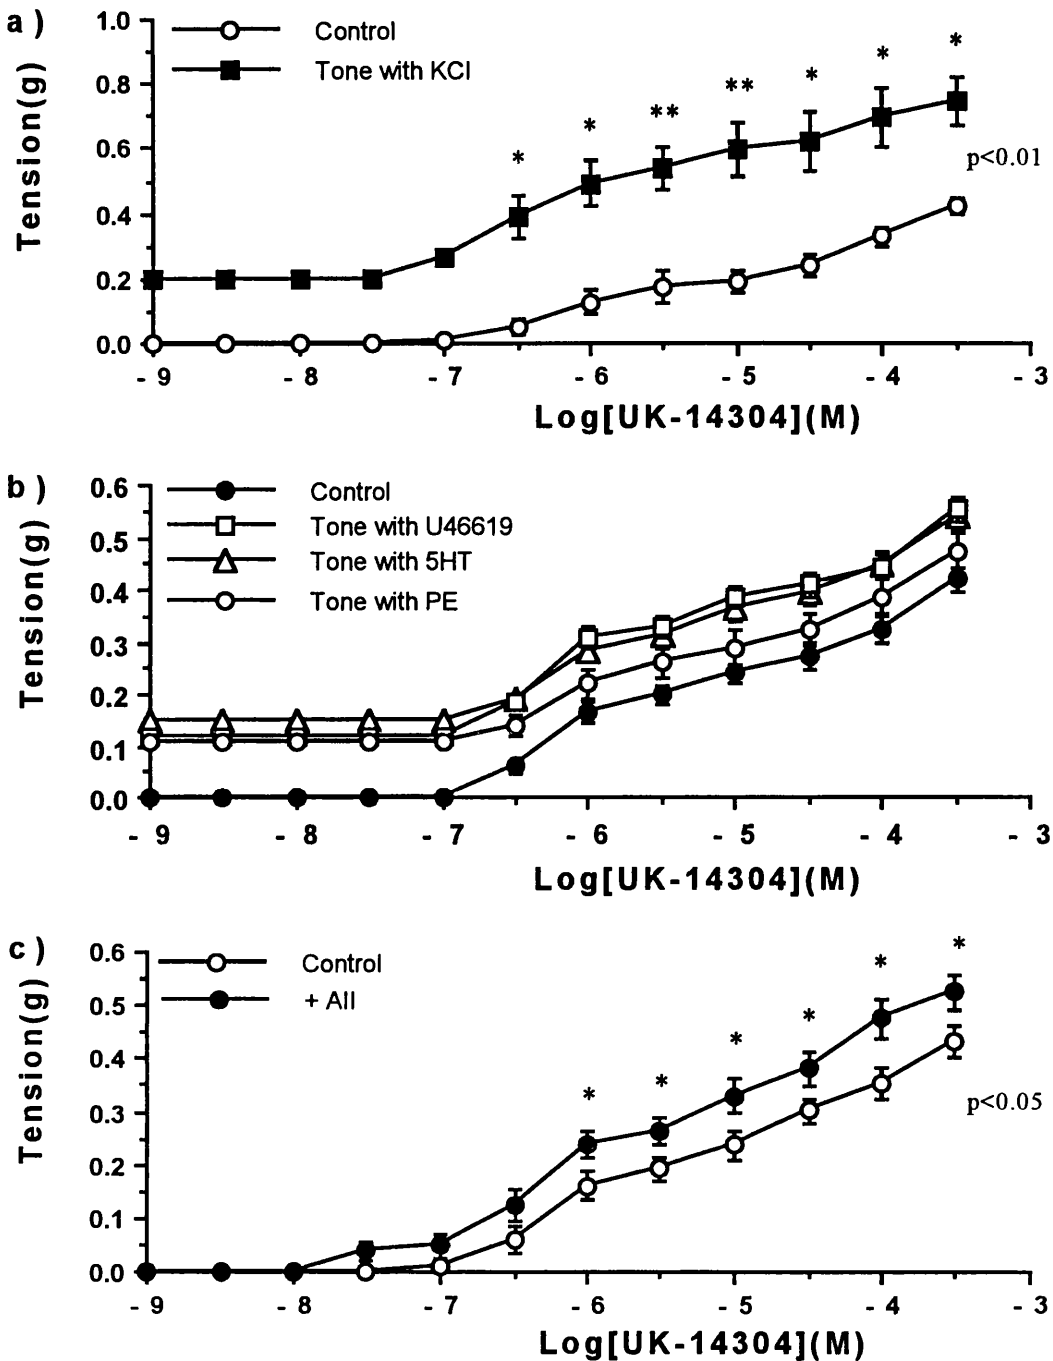 a )
Tension(g)
1.0
0.8
0.6
0.4
0.2
0.0
Control
Tone with KCl
* * ** ** * * *
p<0.01
- 9 - 8 - 7 - 6 - 5 - 4 - 3
Log[UK-14304](M)
b )
Tension(g)
0.6
0.5
0.4
0.3
0.2
0.1
0.0
Control
Tone with U46619
Tone with 5HT
Tone with PE
- 9 - 8 - 7 - 6 - 5 - 4 - 3
Log[UK-14304](M)
c )
Tension(g)
0.6
0.5
0.4
0.3
0.2
0.1
0.0
Control
+ AII
* * * * * *
p<0.05
- 9 - 8 - 7 - 6 - 5 - 4 - 3
Log[UK-14304](M)